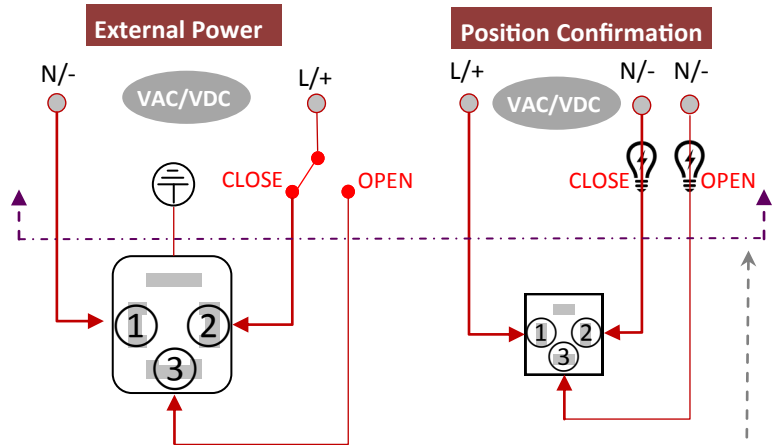 External Power
Position Confirmation
N/-
L/+
L/+
N/-
N/-
VAC/VDC
VAC/VDC
CLOSE
OPEN
CLOSE
OPEN
1
2
3
1
2
3